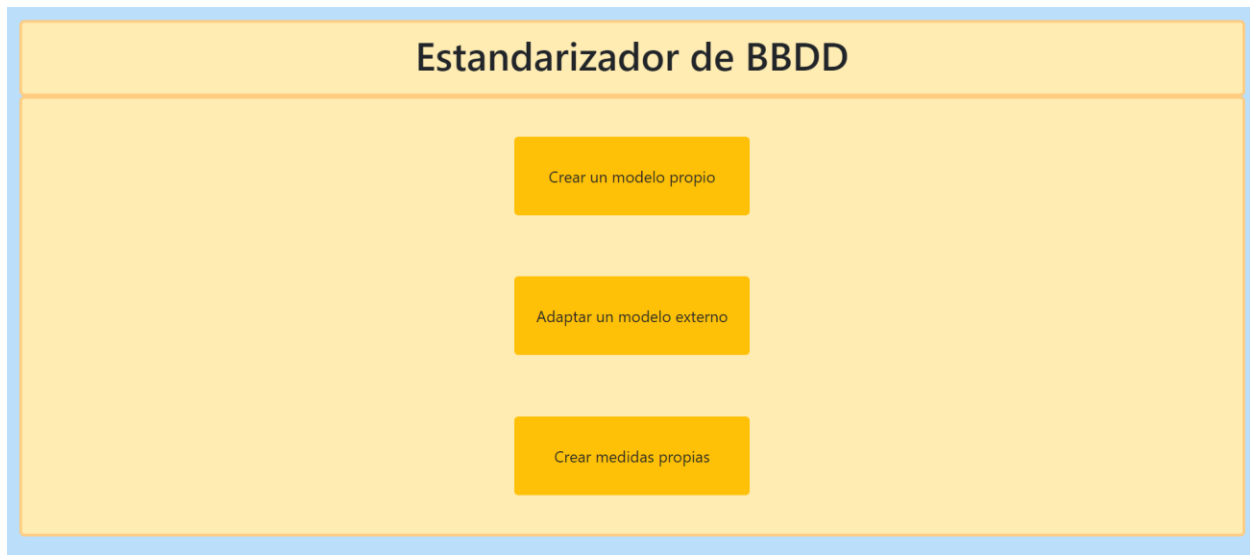 Estandarizador de BBDD
Crear un modelo propio
Adaptar un modelo externo
Crear medidas propias